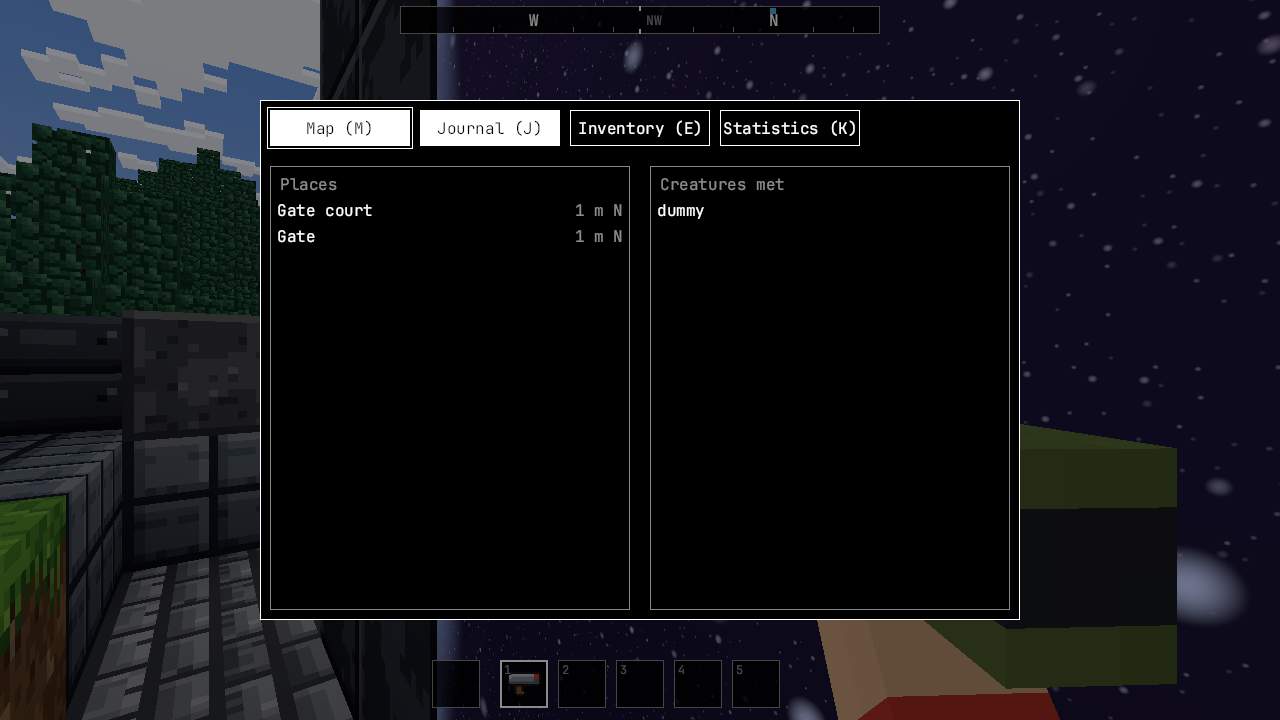 W NW N
Map (M) Journal (J) Inventory (E) Statistics (K)
Places
Gate court 1 m N
Gate 1 m N
Creatures met
dummy
1 2 3 4 5